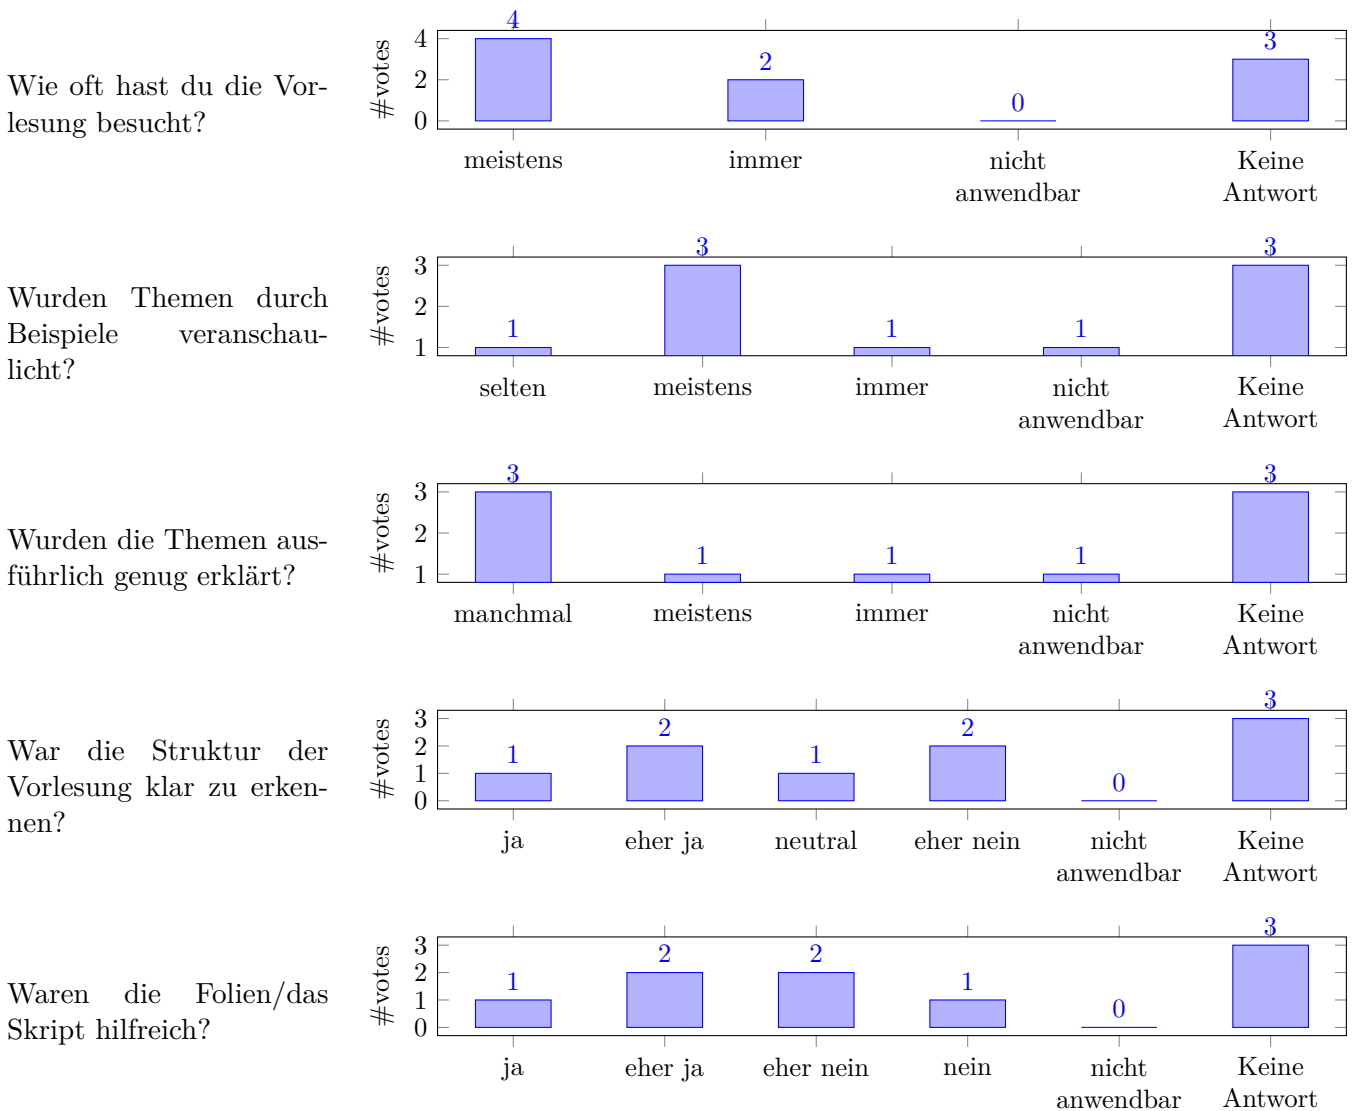 Wie oft hast du die Vor-
lesung besucht?
#votes
4
2
0
4
2
0
3
meistens
immer
nicht
anwendbar
Keine
Antwort
Wurden Themen durch
Beispiele veranschau-
licht?
#votes
3
2
1
1
3
1
1
3
selten
meistens
immer
nicht
anwendbar
Keine
Antwort
Wurden die Themen aus-
führlich genug erklärt?
#votes
3
2
1
3
1
1
1
3
manchmal
meistens
immer
nicht
anwendbar
Keine
Antwort
War die Struktur der
Vorlesung klar zu erken-
nen?
#votes
3
2
1
0
1
2
1
2
0
3
ja
eher ja
neutral
eher nein
nicht
anwendbar
Keine
Antwort
Waren die Folien/das
Skript hilfreich?
#votes
3
2
1
0
1
2
2
1
0
3
ja
eher ja
eher nein
nein
nicht
anwendbar
Keine
Antwort